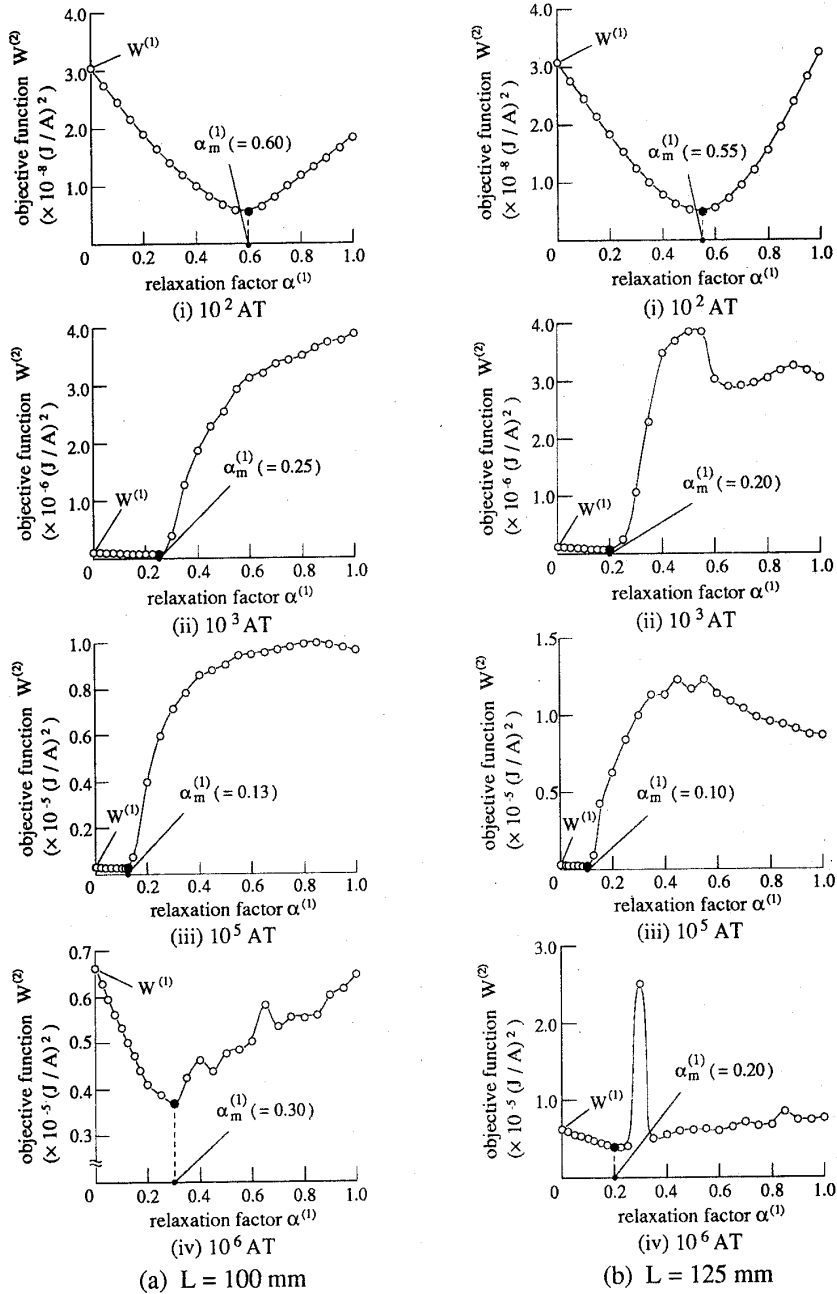 objective function W(2)
(× 10-8 (J / A)2
4.0
3.0
2.0
1.0
W(1)
αm(1) (= 0.60)
0 0.2 0.4 0.6 0.8 1.0
relaxation factor α(1)
(i) 10 2 AT
objective function W(2)
(× 10-6 (J / A)2
4.0
3.0
2.0
1.0
W(1)
αm(1) (= 0.25)
0 0.2 0.4 0.6 0.8 1.0
relaxation factor α(1)
(ii) 10 3 AT
objective function W(2)
(× 10-5 (J / A)2
1.0
0.8
0.6
0.4
0.2
W(1)
αm(1) (= 0.13)
0 0.2 0.4 0.6 0.8 1.0
relaxation factor α(1)
(iii) 10 5 AT
objective function W(2)
(× 10-5 (J / A)2
0.7
0.6
0.5
0.4
0.3
W(1)
αm(1) (= 0.30)
0 0.2 0.4 0.6 0.8 1.0
relaxation factor α(1)
(iv) 10 6 AT
(a) L = 100 mm
objective function W(2)
(× 10-8 (J / A)2
4.0
3.0
2.0
1.0
W(1)
αm(1) (= 0.55)
0 0.2 0.4 0.6 0.8 1.0
relaxation factor α(1)
(i) 10 2 AT
objective function W(2)
(× 10-6 (J / A)2
4.0
3.0
2.0
1.0
W(1)
αm(1) (= 0.20)
0 0.2 0.4 0.6 0.8 1.0
relaxation factor α(1)
(ii) 10 3 AT
objective function W(2)
(× 10-5 (J / A)2
1.5
1.0
0.5
W(1)
αm(1) (= 0.10)
0 0.2 0.4 0.6 0.8 1.0
relaxation factor α(1)
(iii) 10 5 AT
objective function W(2)
(× 10-5 (J / A)2
3.0
2.0
1.0
W(1)
αm(1) (= 0.20)
0 0.2 0.4 0.6 0.8 1.0
relaxation factor α(1)
(iv) 10 6 AT
(b) L = 125 mm